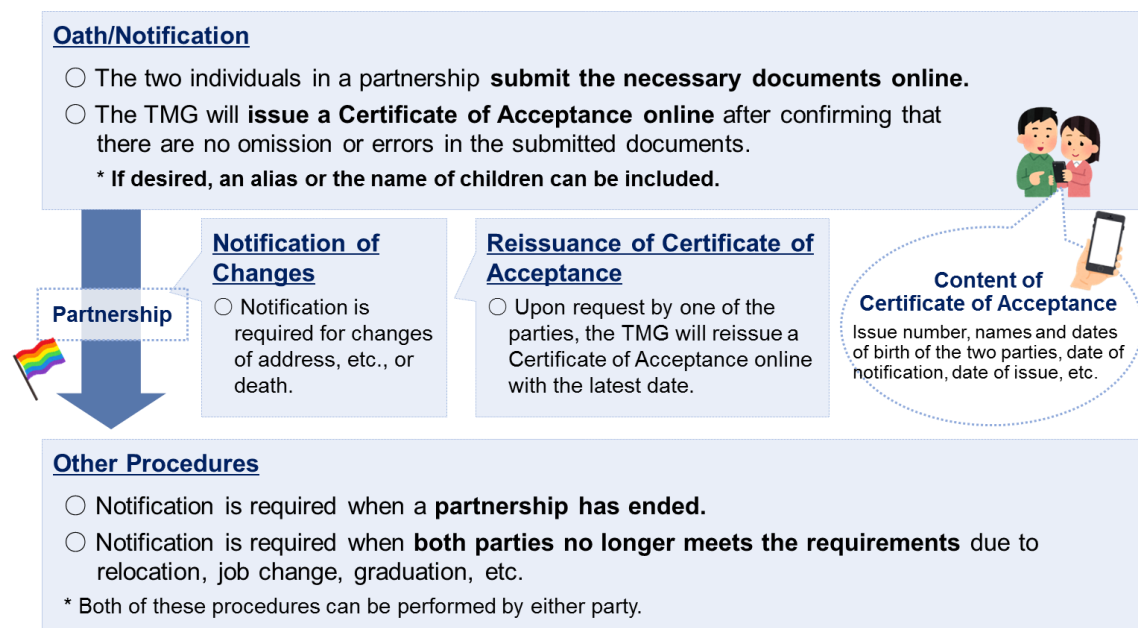 Oath/Notification
○ The two individuals in a partnership submit the necessary documents online.
○ The TMG will issue a Certificate of Acceptance online after confirming that
there are no omission or errors in the submitted documents.
* If desired, an alias or the name of children can be included.
Partnership
Notification of
Changes
○ Notification is
required for changes
of address, etc., or
death.
Reissuance of Certificate of
Acceptance
○ Upon request by one of the
parties, the TMG will reissue a
Certificate of Acceptance online
with the latest date.
Content of
Certificate of Acceptance
Issue number, names and dates
of birth of the two parties, date of
notification, date of issue, etc.
Other Procedures
○ Notification is required when a partnership has ended.
○ Notification is required when both parties no longer meets the requirements due to
relocation, job change, graduation, etc.
* Both of these procedures can be performed by either party.